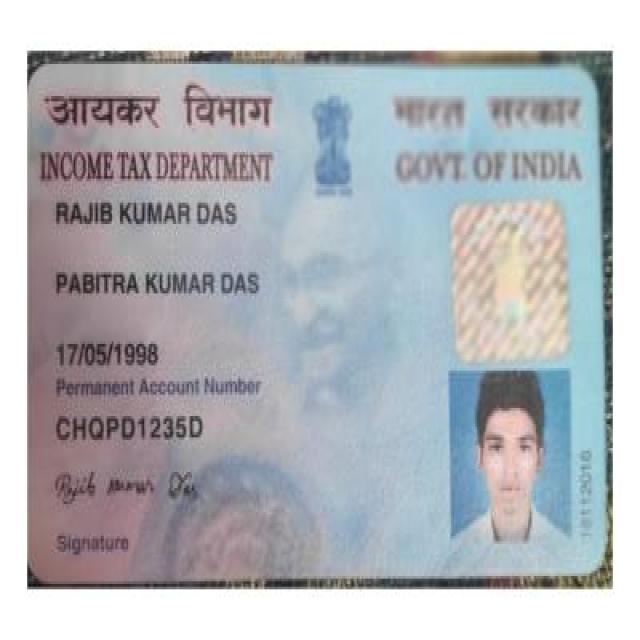 आयकर विभाग
भारत सरकार
INCOME TAX DEPARTMENT
GOVT. OF INDIA
RAJIB KUMAR DAS
PABITRA KUMAR DAS
17/05/1998
Permanent Account Number
CHQPD1235D
Rajib Kumar Das
Signature